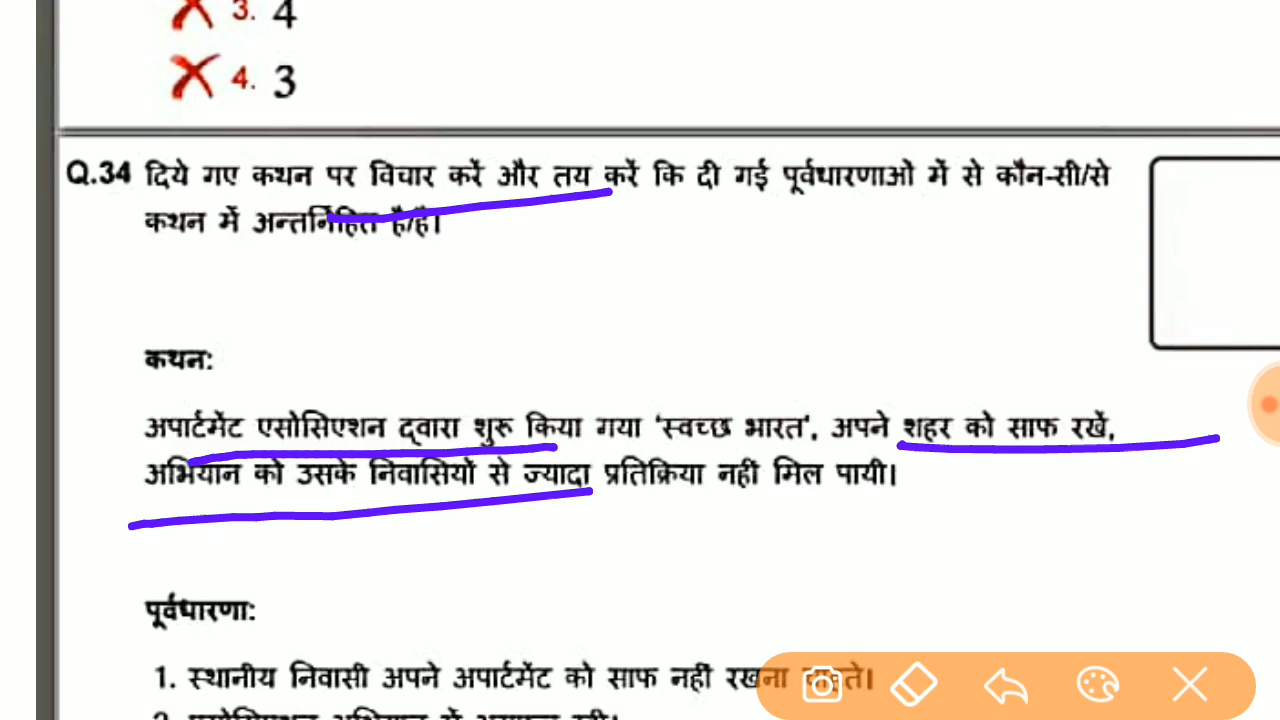 3. 4
4. 3
Q.34 दिये गए कथन पर विचार करें और तय करें कि दी गई पूर्वधारणाओं में से कौन-सी/से
कथन में अन्तर्निहित है/हैं।
कथन:
अपार्टमेंट एसोसिएशन द्वारा शुरू किया गया 'स्वच्छ भारत', अपने शहर को साफ रखें,
अभियान को उसके निवासियों से ज्यादा प्रतिक्रिया नहीं मिल पायी।
पूर्वधारणा:
1. स्थानीय निवासी अपने अपार्टमेंट को साफ नहीं रखना चाहते।